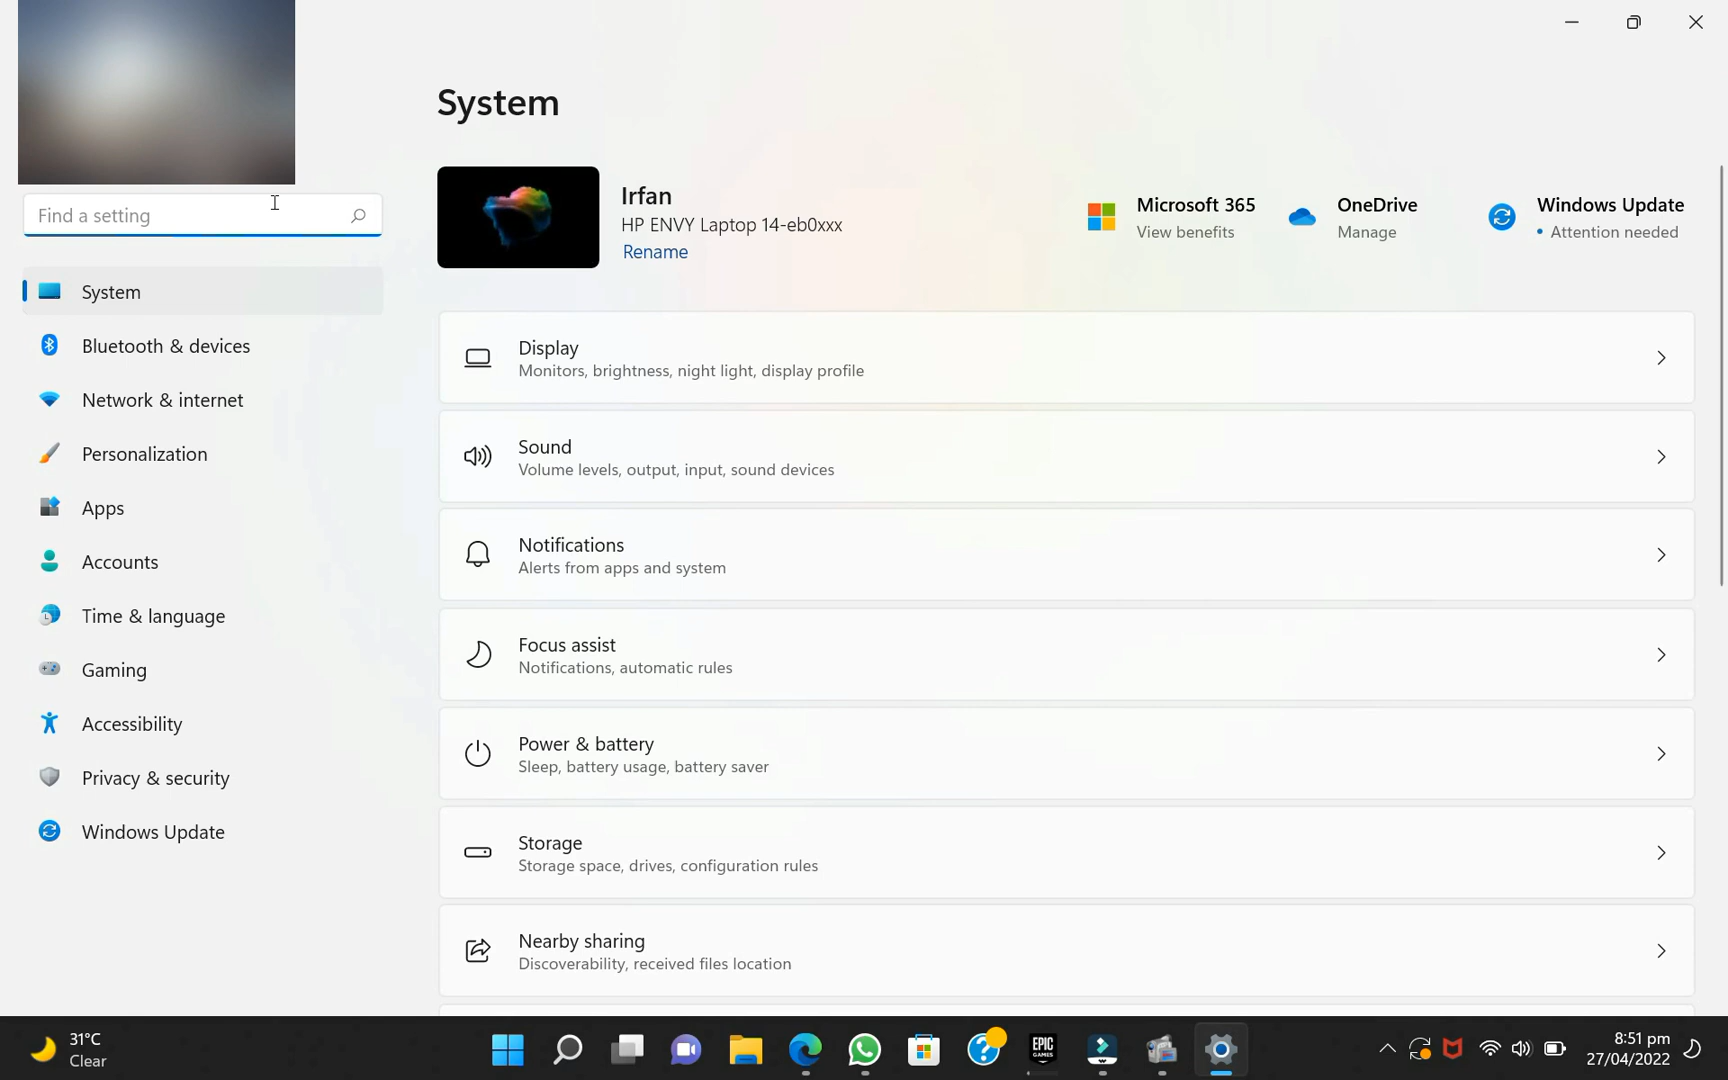 System
Find a setting
Irfan
HP ENVY Laptop 14-eb0xxx
Rename
Microsoft 365
View benefits
OneDrive
Manage
Windows Update
• Attention needed
System
Bluetooth & devices
Network & internet
Personalization
Apps
Accounts
Time & language
Gaming
Accessibility
Privacy & security
Windows Update
Display
Monitors, brightness, night light, display profile
Sound
Volume levels, output, input, sound devices
Notifications
Alerts from apps and system
Focus assist
Notifications, automatic rules
Power & battery
Sleep, battery usage, battery saver
Storage
Storage space, drives, configuration rules
Nearby sharing
Discoverability, received files location
31°C
Clear
EPIC
GAMES
8:51 pm
27/04/2022